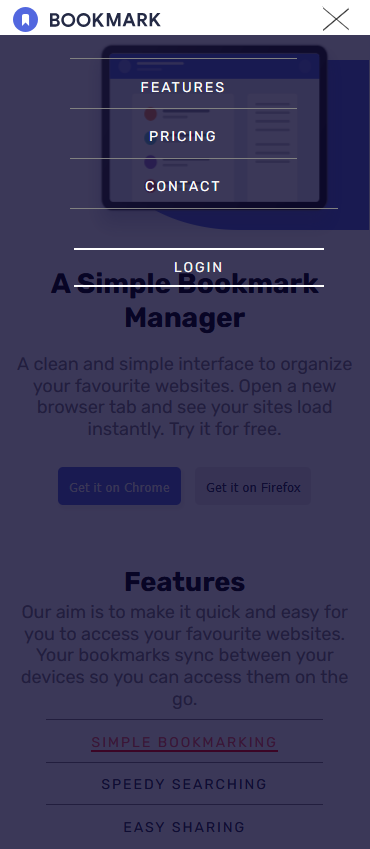 BOOKMARK
FEATURES
PRICING
CONTACT
LOGIN
A Simple Bookmark
Manager
A clean and simple interface to organize
your favourite websites. Open a new
browser tab and see your sites load
instantly. Try it for free.
Get it on Chrome
Get it on Firefox
Features
Our aim is to make it quick and easy for
you to access your favourite websites.
Your bookmarks sync between your
devices so you can access them on the
go.
SIMPLE BOOKMARKING
SPEEDY SEARCHING
EASY SHARING